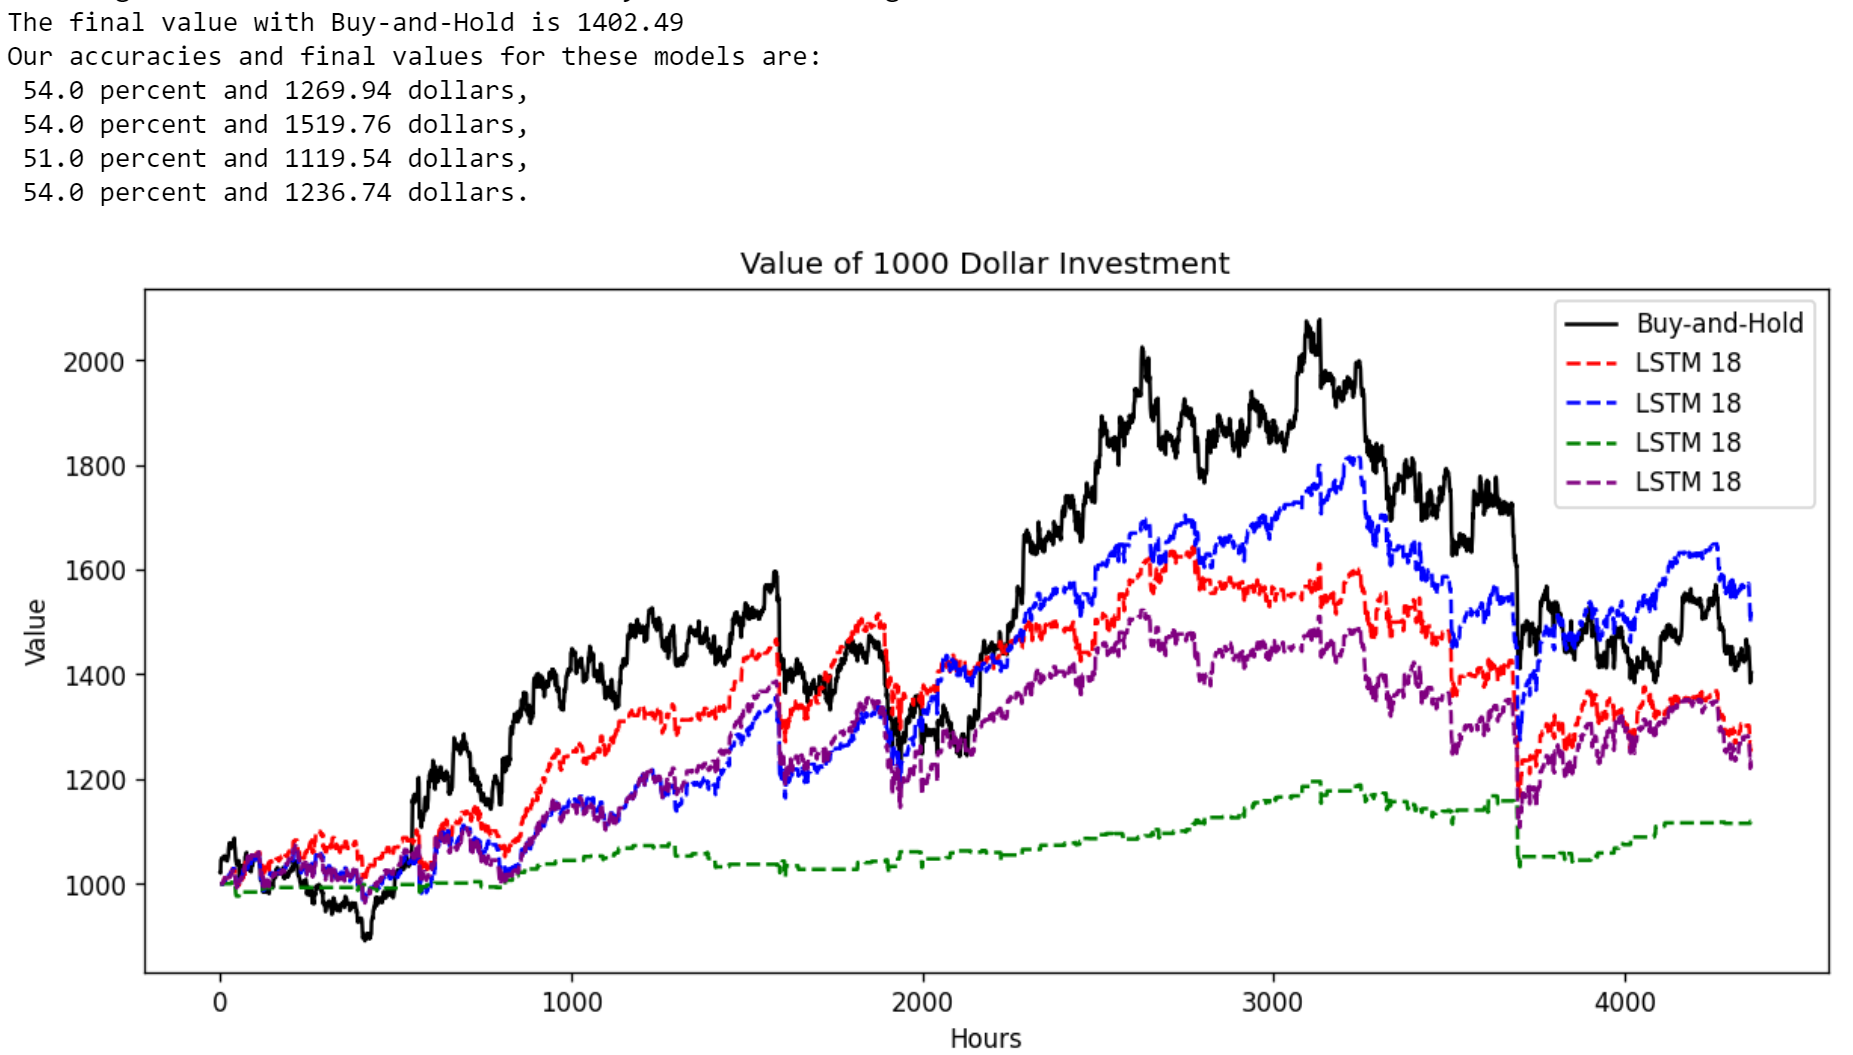 The final value with Buy-and-Hold is 1402.49
Our accuracies and final values for these models are:
54.0 percent and 1269.94 dollars,
54.0 percent and 1519.76 dollars,
51.0 percent and 1119.54 dollars,
54.0 percent and 1236.74 dollars.
Value of 1000 Dollar Investment
Buy-and-Hold
LSTM 18
LSTM 18
LSTM 18
LSTM 18
2000
1800
1600
1400
1200
1000
Value
0 1000 2000 3000 4000
Hours